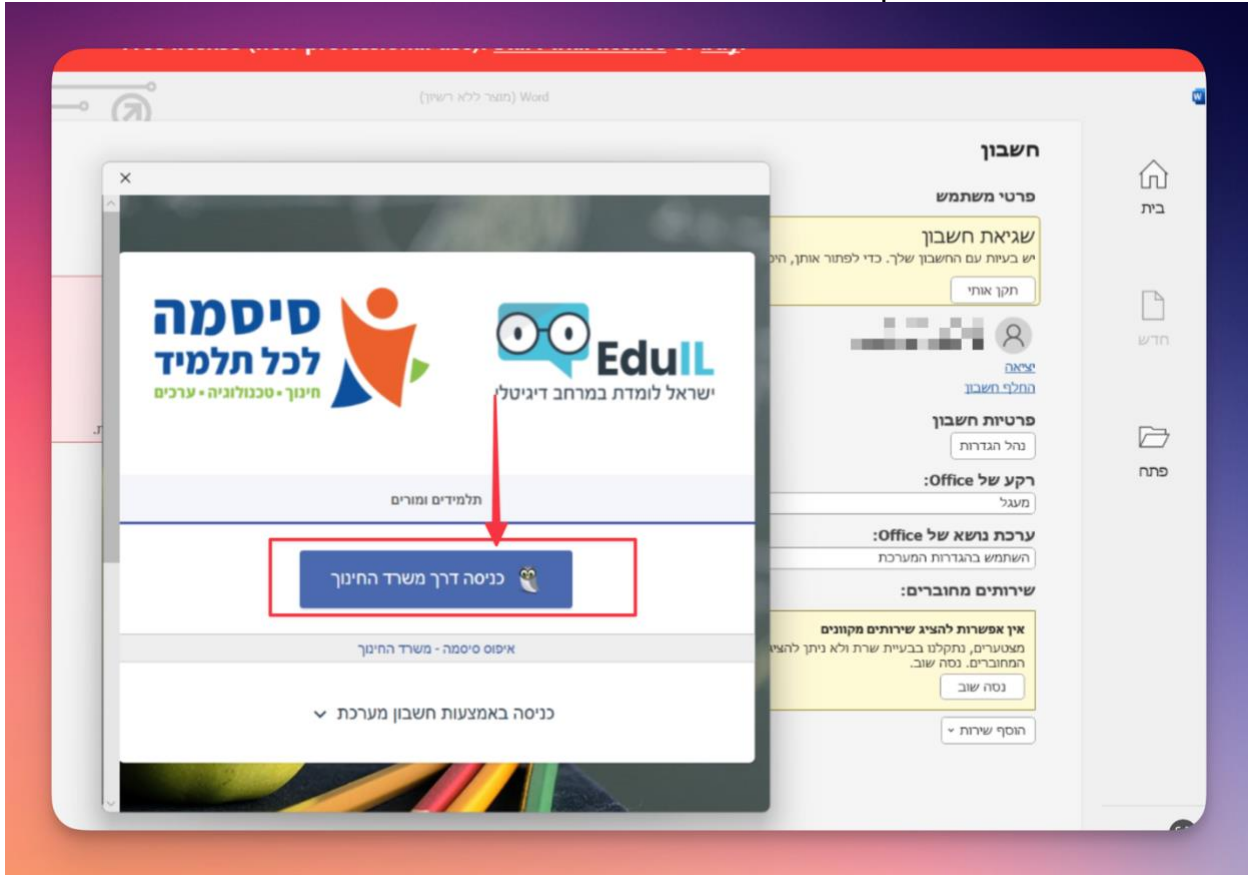 Word (מוצר ללא רשיון)
בית
חדש
פתח
חשבון
פרטי משתמש
שגיאת חשבון
יש בעיות עם החשבון שלך. כדי לפתור אותן,
תקן אותי
יציאה
החלף חשבון
פרטיות חשבון
נהל הגדרות
רקע של Office:
מעגל
ערכת נושא של Office:
השתמש בהגדרות המערכת
שירותים מחוברים:
אין אפשרות להציג שירותים מקוונים
מצטערים, נתקלנו בבעיית שרת ולא ניתן
המחוברים. נסה שוב.
נסה שוב
הוסף שירות
EduIL
ישראל לומדת במרחב דיגיטלי
סיסמה
לכל תלמיד
חינוך • טכנולוגיה • ערכים
תלמידים ומורים
כניסה דרך משרד החינוך
איפוס סיסמה - משרד החינוך
כניסה באמצעות חשבון מערכת